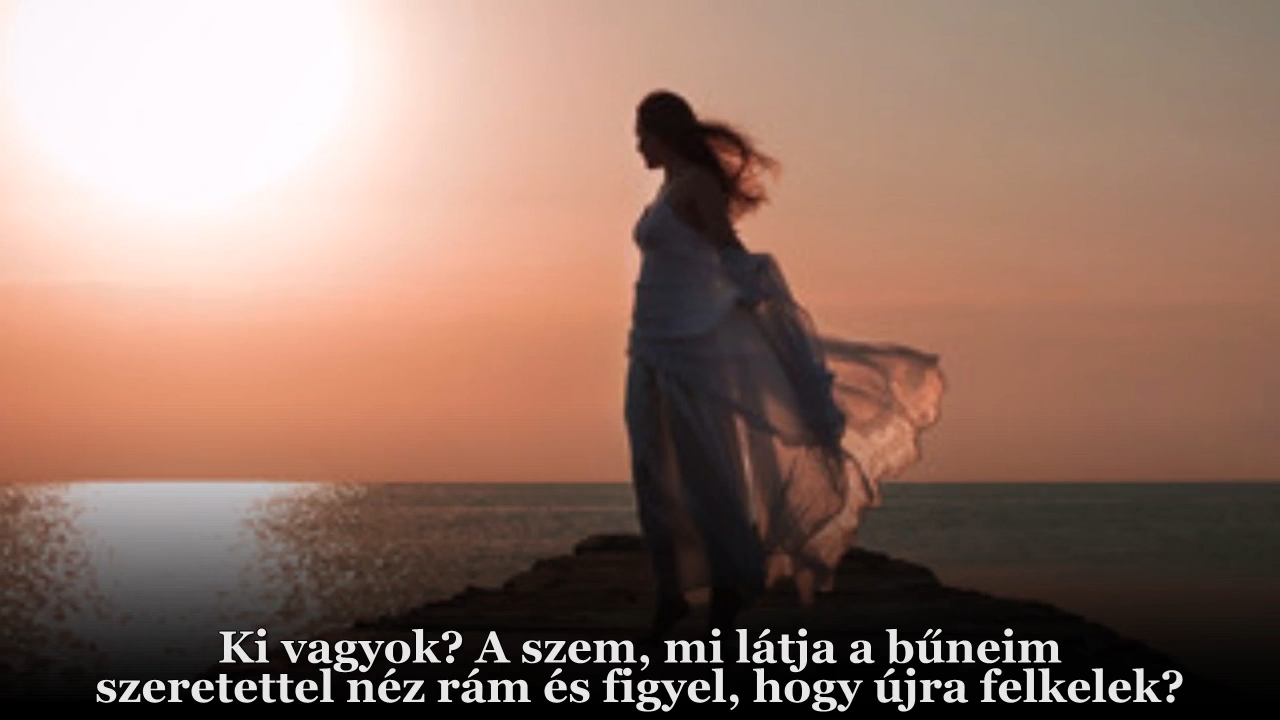 Ki vagyok? A szem, mi látja a bűneim
szeretettel néz rám és figyel, hogy újra felkelek?